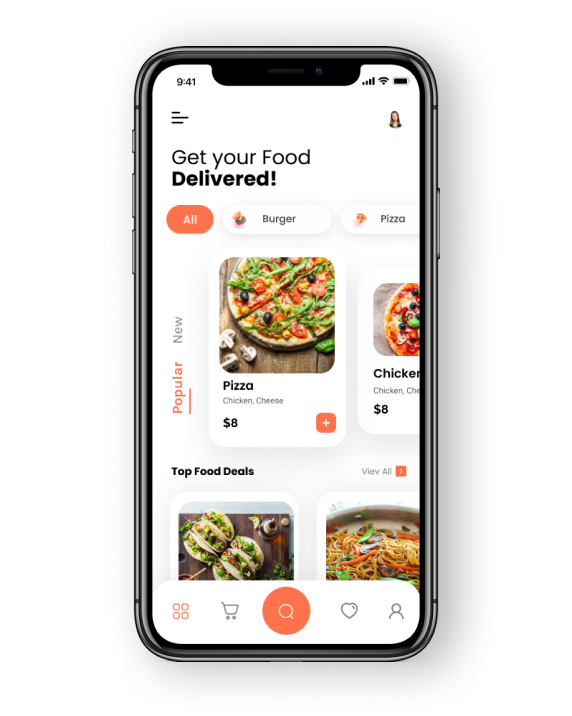 9:41
Get your Food
Delivered!
All
Burger
Pizza
New
Popular
Pizza
Chicken, Cheese
$8
Chicken, Che
$8
Top Food Deals
Viev All